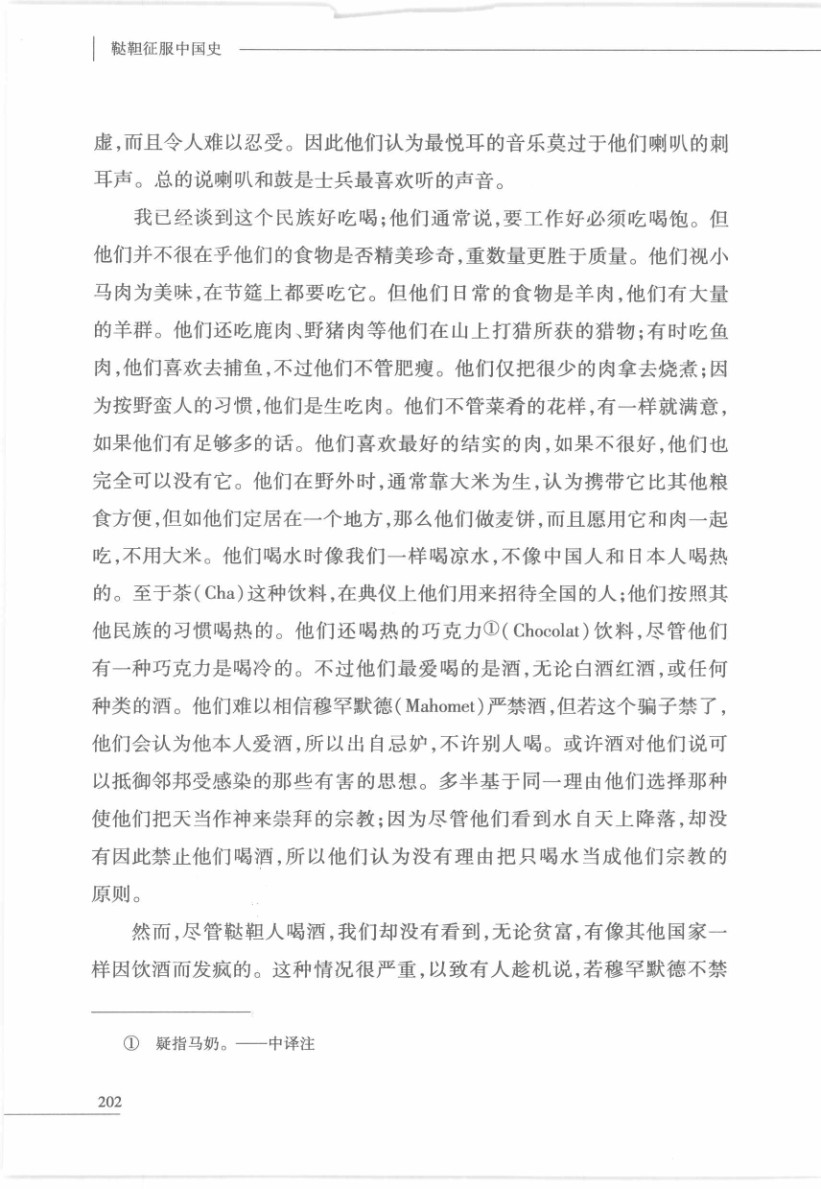 鞑靼征服中国史
虚,而且令人难以忍受。因此他们认为最悦耳的音乐莫过于他们喇叭的刺
耳声。总的说喇叭和鼓是士兵最喜欢听的声音。
我已经谈到这个民族好吃喝;他们通常说,要工作好必须吃喝饱。但
他们并不很在乎他们的食物是否精美珍奇,重数量更胜于质量。他们视小
马肉为美味,在节筵上都要吃它。但他们日常的食物是羊肉,他们有大量
的羊群。他们还吃鹿肉、野猪肉等他们在山上打猎所获的猎物;有时吃鱼
肉,他们喜欢去捕鱼,不过他们不管肥瘦。他们仅把很少的肉拿去烧煮;因
为按野蛮人的习惯,他们是生吃肉。他们不管菜肴的花样,有一样就满意,
如果他们有足够多的话。他们喜欢最好的结实的肉,如果不很好,他们也
完全可以没有它。他们在野外时,通常靠大米为生,认为携带它比其他粮
食方便,但如他们定居在一个地方,那么他们做麦饼,而且愿用它和肉一起
吃,不用大米。他们喝水时像我们一样喝凉水,不像中国人和日本人喝热
的。至于茶(Cha)这种饮料,在典仪上他们用来招待全国的人;他们按照其
他民族的习惯喝热的。他们还喝热的巧克力①(Chocolat)饮料,尽管他们
有一种巧克力是喝冷的。不过他们最爱喝的是酒,无论白酒红酒,或任何
种类的酒。他们难以相信穆罕默德(Mahomet)严禁酒,但若这个骗子禁了,
他们会认为他本人爱酒,所以出自忌妒,不许别人喝。或许酒对他们说可
以抵御邻邦受感染的那些有害的思想。多半基于同一理由他们选择那种
使他们把天当作神来崇拜的宗教;因为尽管他们看到水自天上降落,却没
有因此禁止他们喝酒,所以他们认为没有理由把只喝水当成他们宗教的
原则。
然而,尽管鞑靼人喝酒,我们却没有看到,无论贫富,有像其他国家一
样因饮酒而发疯的。这种情况很严重,以致有人趁机说,若穆罕默德不禁
① 疑指马奶。——中译注
202